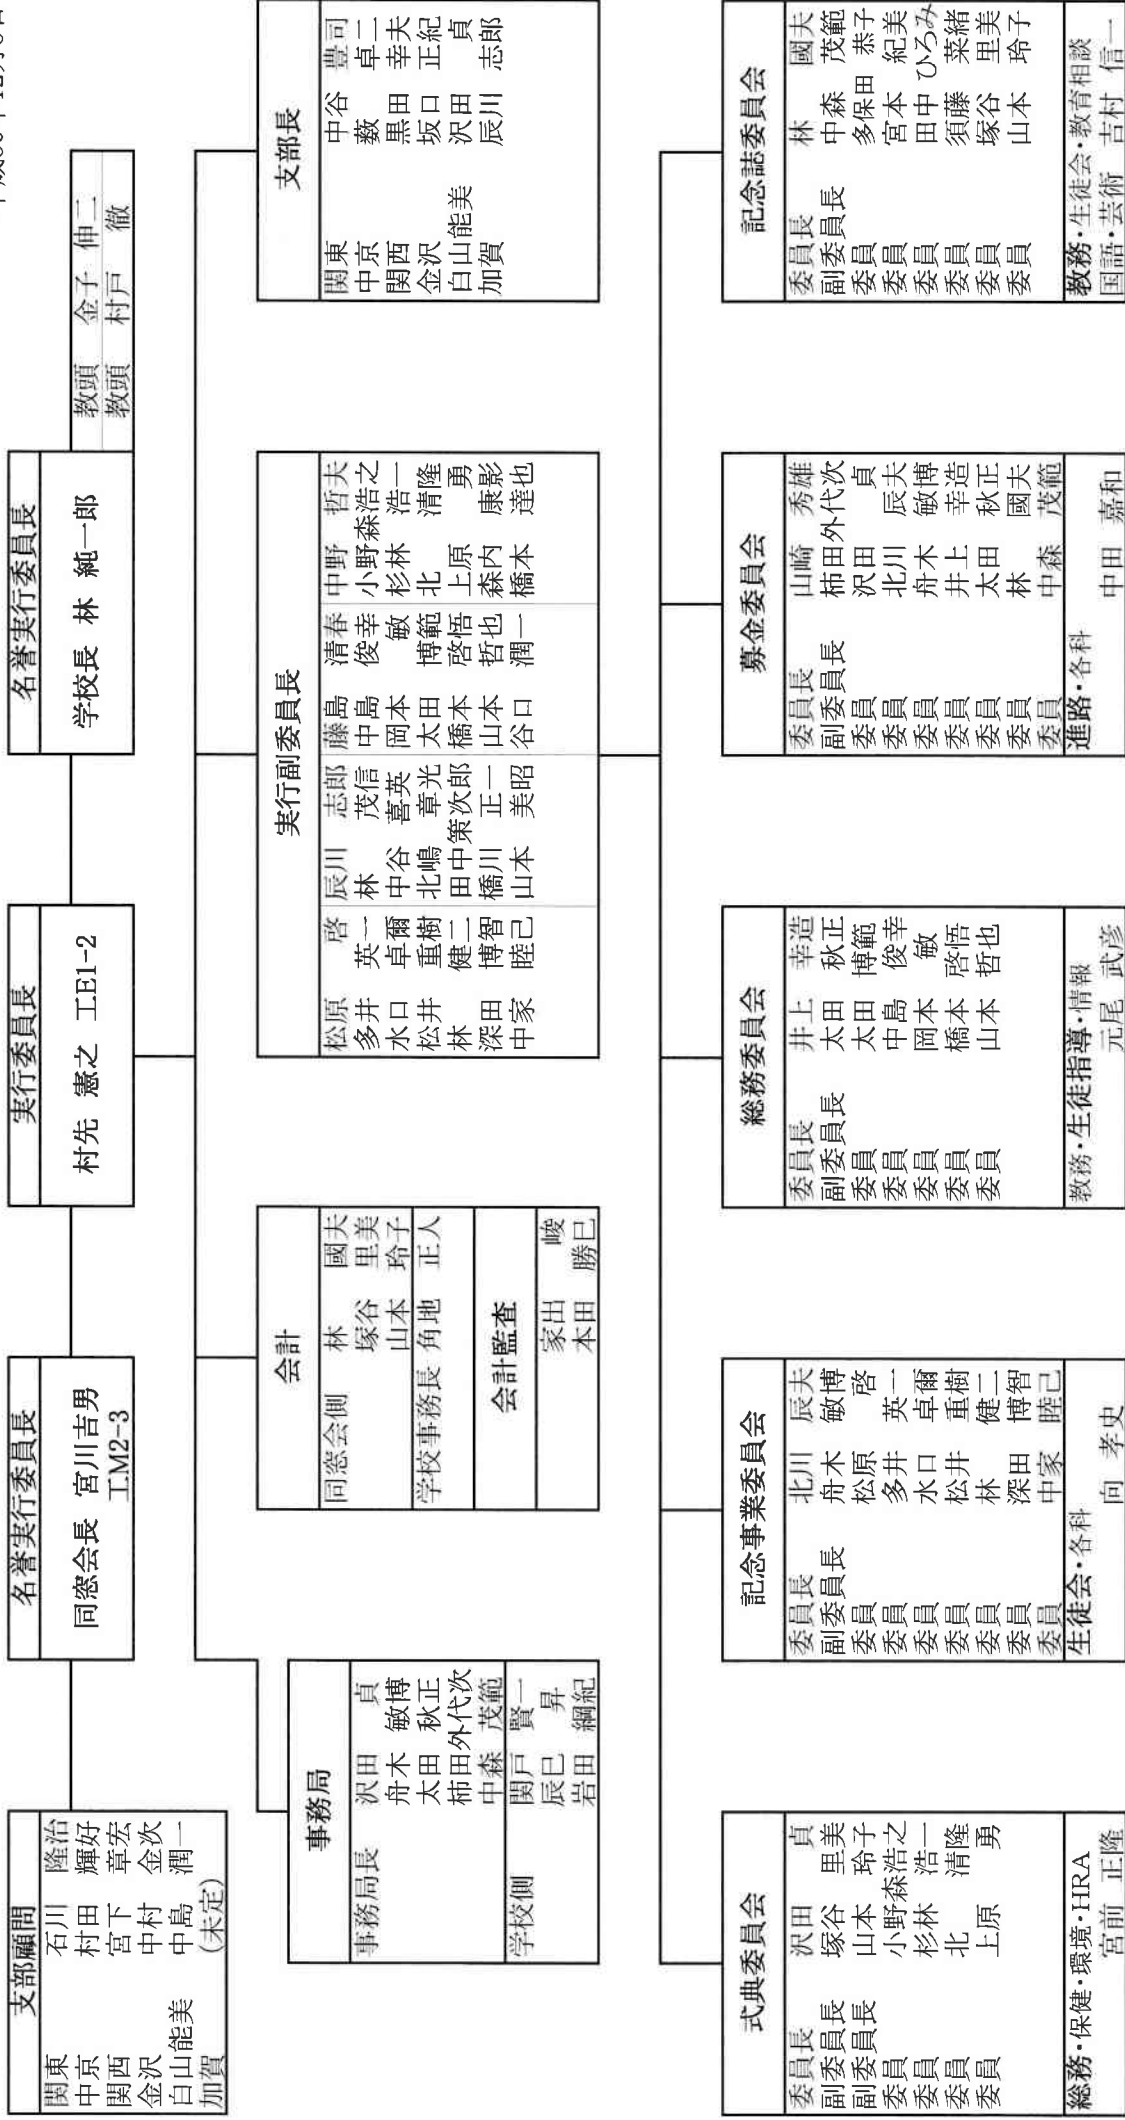 支部顧問
関東 石川 隆治
中京 村田 輝好
関西 宮下 章宏
金沢 中村 金次
白山能美 中島 潤一
加賀 (未定)
名誉実行委員長
同窓会長 宮川吉男
工M2-3
実行委員長
村先 憲之 工E1-2
名誉実行委員長
学校長 林 純一郎
教頭 金子 伸二
教頭 村戸 徹
事務局
事務局長 沢田 貞
舟木 敏博
太田 秋正
柿田外代次
中森 茂範
学校側 関戸 賢一
辰巳 昇
岩田 綱紀
会計
同窓会側 林 國夫
塚谷 里美
山本 玲子
学校事務長 角地 正人
会計監査
家出 峻
本田 勝巳
実行副委員長
松原 啓 辰川 志郎 藤島 清春 中野 哲夫
多井 英一 林 茂信 中島 俊幸 小野森浩之
水口 卓爾 中谷 喜英 岡本 敏 杉林 浩一
松井 重樹 北嶋 章光 太田 博範 北 清隆
林 健二 田中策次郎 橋本 啓悟 上原 勇
深田 博智 橋川 正一 山本 哲也 森内 康影
中家 睦己 山本 美昭 谷口 潤一 橋本 達也
支部長
関東 中谷 豊司
中京 薮 卓二
関西 黒田 幸夫
金沢 坂口 正紀
白山能美 沢田 貞
加賀 辰川 志郎
式典委員会
委員長 沢田 貞
副委員長 塚谷 里美
副委員長 山本 玲子
委員 小野森浩之
委員 杉林 浩一
委員 北 清隆
委員 上原 勇
総務・保健・環境・HRA
宮前 正隆
記念事業委員会
委員長 北川 辰夫
副委員長 舟木 敏博
委員 松原 啓
委員 多井 英一
委員 水口 卓爾
委員 松井 重樹
委員 林 健二
委員 深田 博智
委員 中家 睦己
生徒会・各科
向 孝史
総務委員会
委員長 井上 幸造
副委員長 太田 秋正
委員 太田 博範
委員 中島 俊幸
委員 岡本 敏
委員 橋本 啓悟
委員 山本 哲也
教務・生徒指導・情報
元尾 武彦
募金委員会
委員長 山崎 秀雄
副委員長 柿田外代次
委員 沢田 貞
委員 北川 辰夫
委員 舟木 敏博
委員 井上 幸造
委員 太田 秋正
委員 林 國夫
委員 中森 茂範
進路・各科
中田 嘉和
記念誌委員会
委員長 林 國夫
副委員長 中森 茂範
委員 多保田 恭子
委員 宮本 紀美
委員 田中 ひろみ
委員 須藤 菜緒
委員 塚谷 里美
委員 山本 玲子
教務・生徒会・教育相談
国語・芸術 吉村 信一